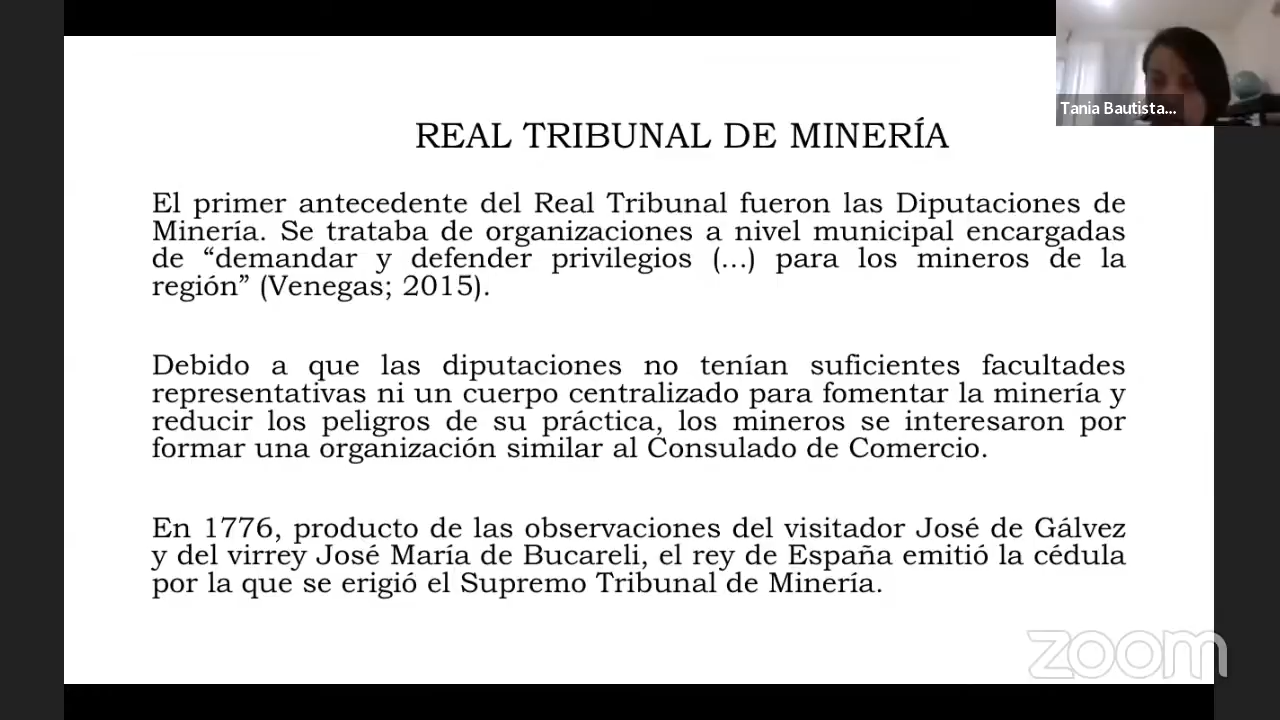 Tania Bautista...
REAL TRIBUNAL DE MINERÍA
El primer antecedente del Real Tribunal fueron las Diputaciones de
Minería. Se trataba de organizaciones a nivel municipal encargadas
de “demandar y defender privilegios (...) para los mineros de la
región” (Venegas; 2015).
Debido a que las diputaciones no tenían suficientes facultades
representativas ni un cuerpo centralizado para fomentar la minería y
reducir los peligros de su práctica, los mineros se interesaron por
formar una organización similar al Consulado de Comercio.
En 1776, producto de las observaciones del visitador José de Gálvez
y del virrey José María de Bucareli, el rey de España emitió la cédula
por la que se erigió el Supremo Tribunal de Minería.
zoom